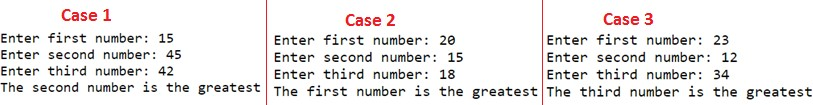 Case 1
Enter first number: 15
Enter second number: 45
Enter third number: 42
The second number is the greatest
Case 2
Enter first number: 20
Enter second number: 15
Enter third number: 18
The first number is the greatest
Case 3
Enter first number: 23
Enter second number: 12
Enter third number: 34
The third number is the greatest